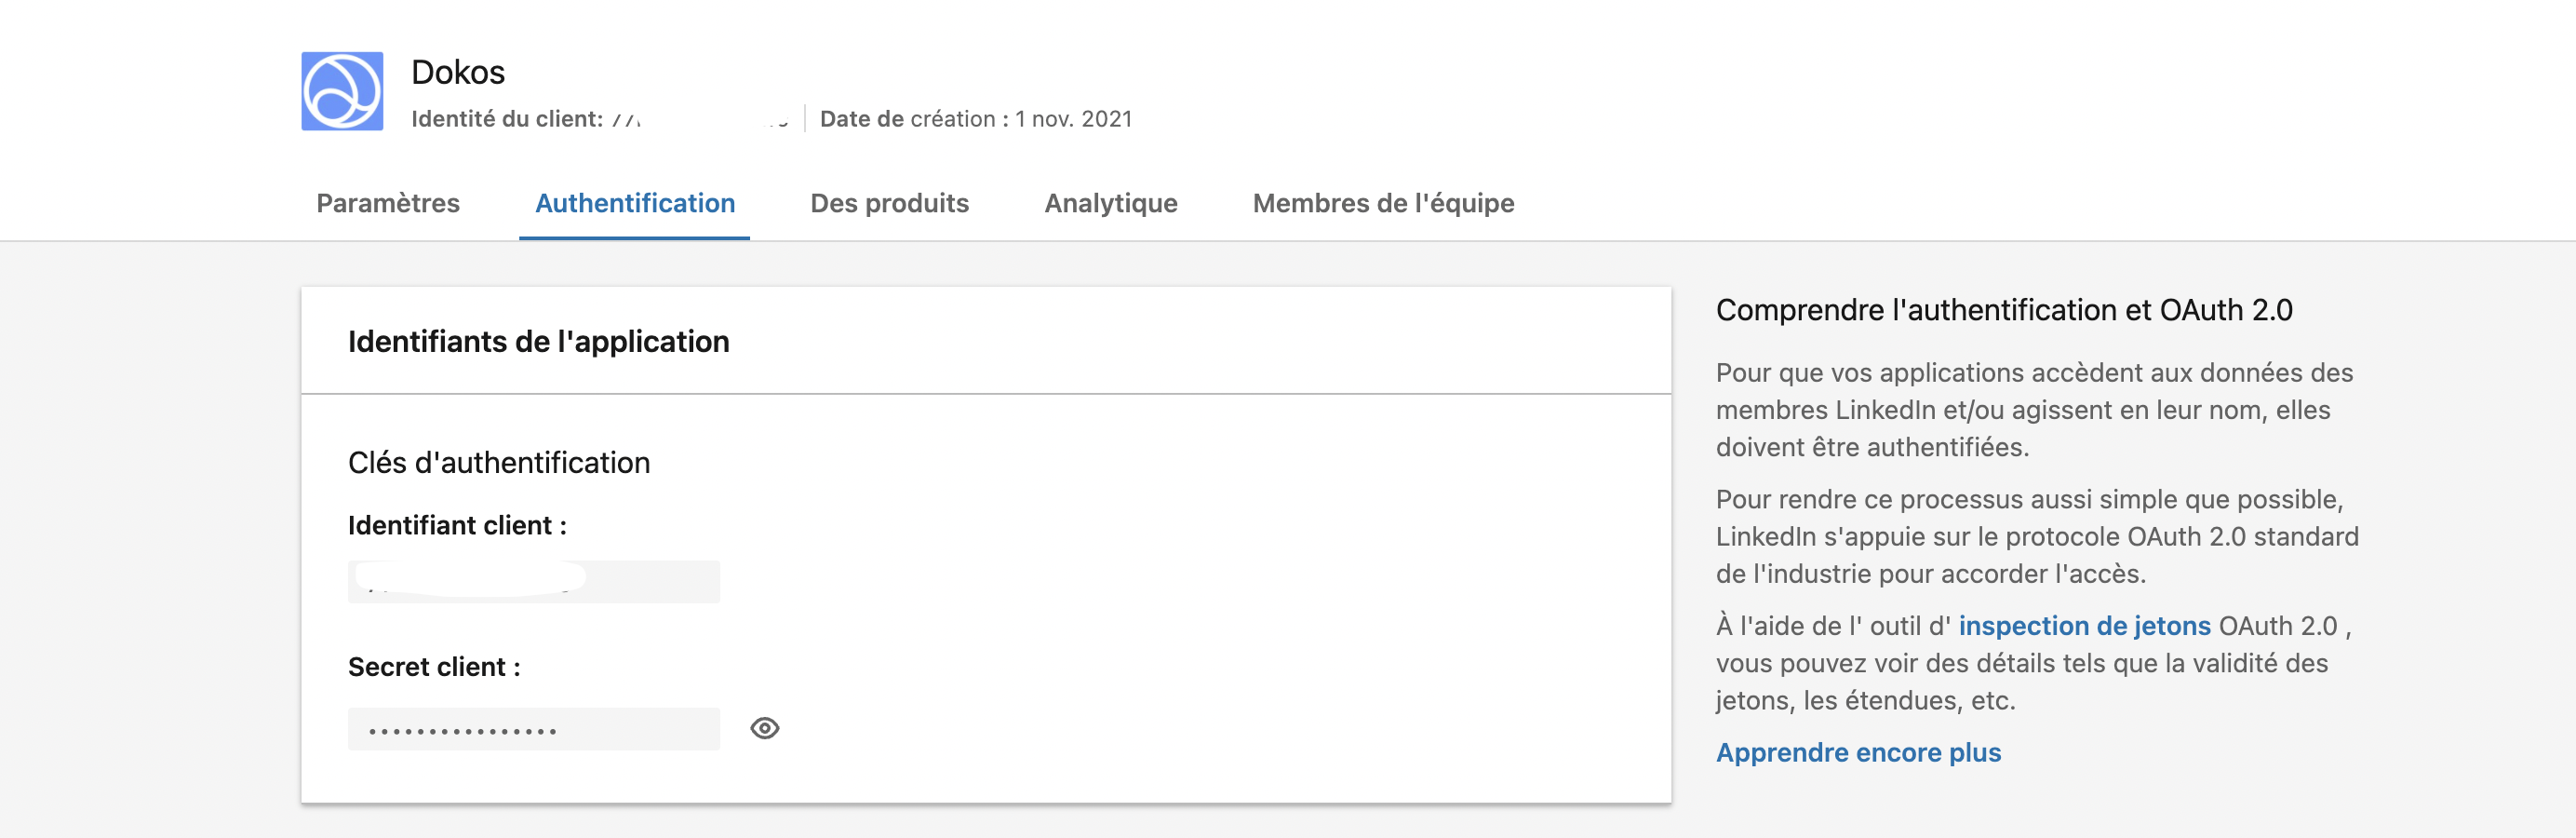 Dokos
Identité du client: Date de création : 1 nov. 2021
Paramètres Authentification Des produits Analytique Membres de l'équipe
Identifiants de l'application
Clés d'authentification
Identifiant client :
Secret client :
••••••••••••••••
Comprendre l'authentification et OAuth 2.0
Pour que vos applications accèdent aux données des
membres LinkedIn et/ou agissent en leur nom, elles
doivent être authentifiées.
Pour rendre ce processus aussi simple que possible,
LinkedIn s'appuie sur le protocole OAuth 2.0 standard
de l'industrie pour accorder l'accès.
À l'aide de l' outil d' inspection de jetons OAuth 2.0 ,
vous pouvez voir des détails tels que la validité des
jetons, les étendues, etc.
Apprendre encore plus